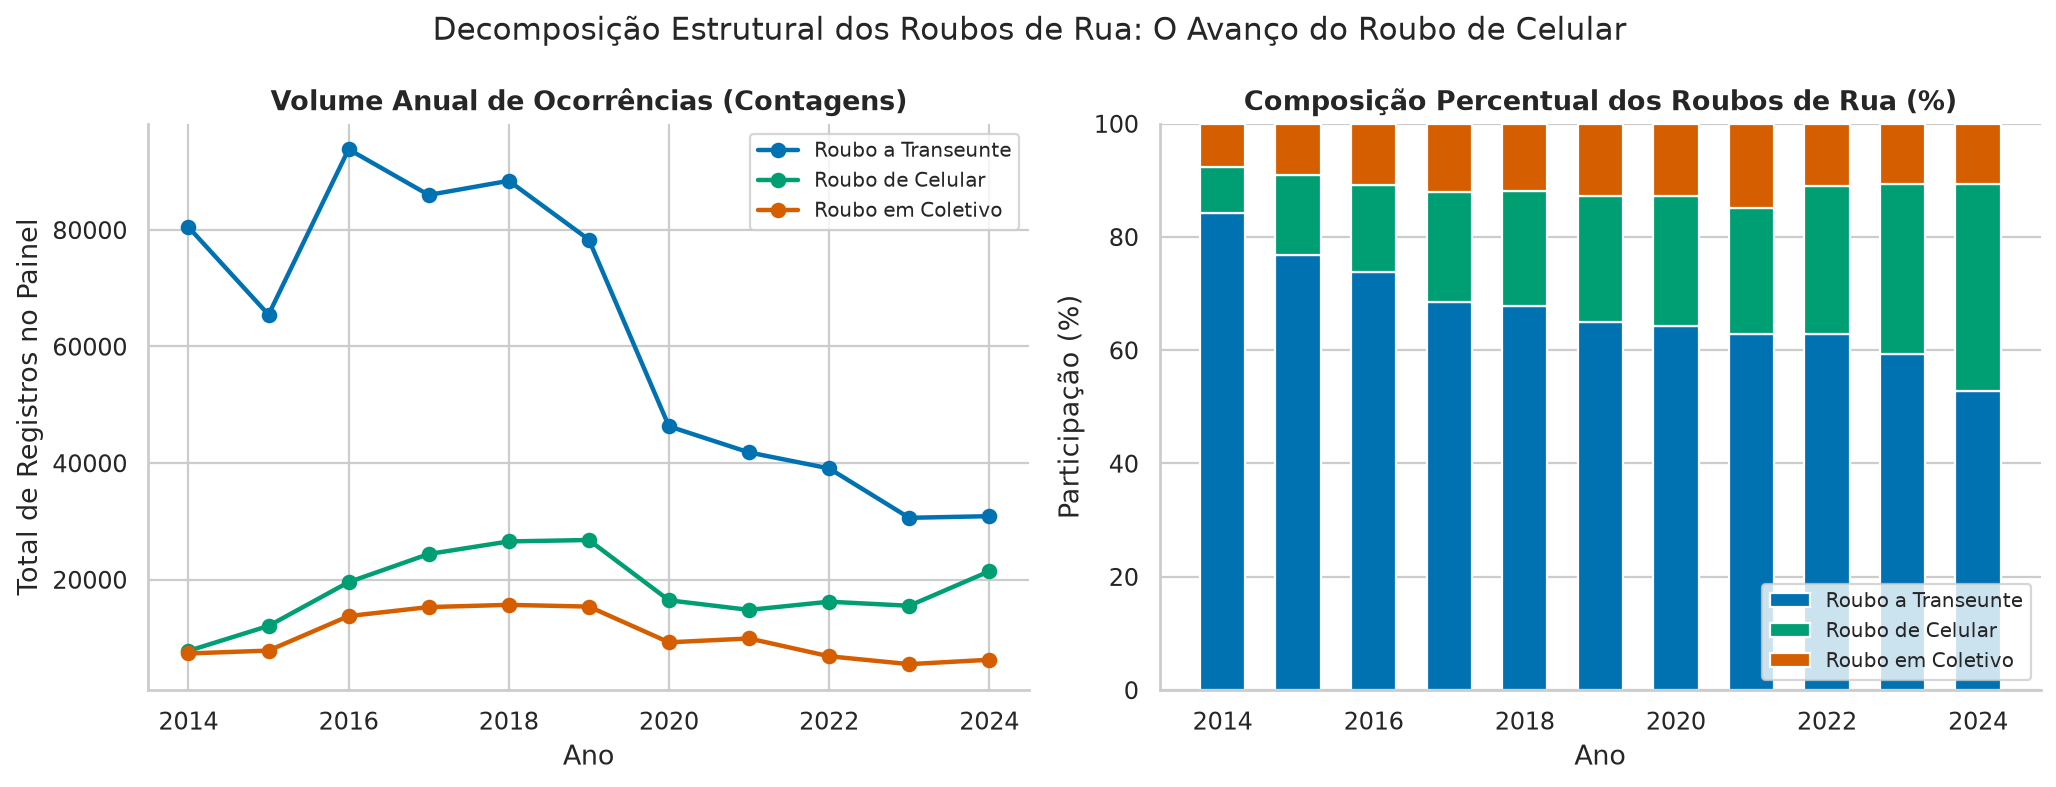 Decomposição Estrutural dos Roubos de Rua: O Avanço do Roubo de Celular
Volume Anual de Ocorrências (Contagens)
Total de Registros no Painel
80000
60000
40000
20000
Roubo a Transeunte
Roubo de Celular
Roubo em Coletivo
2014
2016
2018
2020
2022
2024
Ano
Composição Percentual dos Roubos de Rua (%)
Participação (%)
100
80
60
40
20
0
Roubo a Transeunte
Roubo de Celular
Roubo em Coletivo
2014
2016
2018
2020
2022
2024
Ano